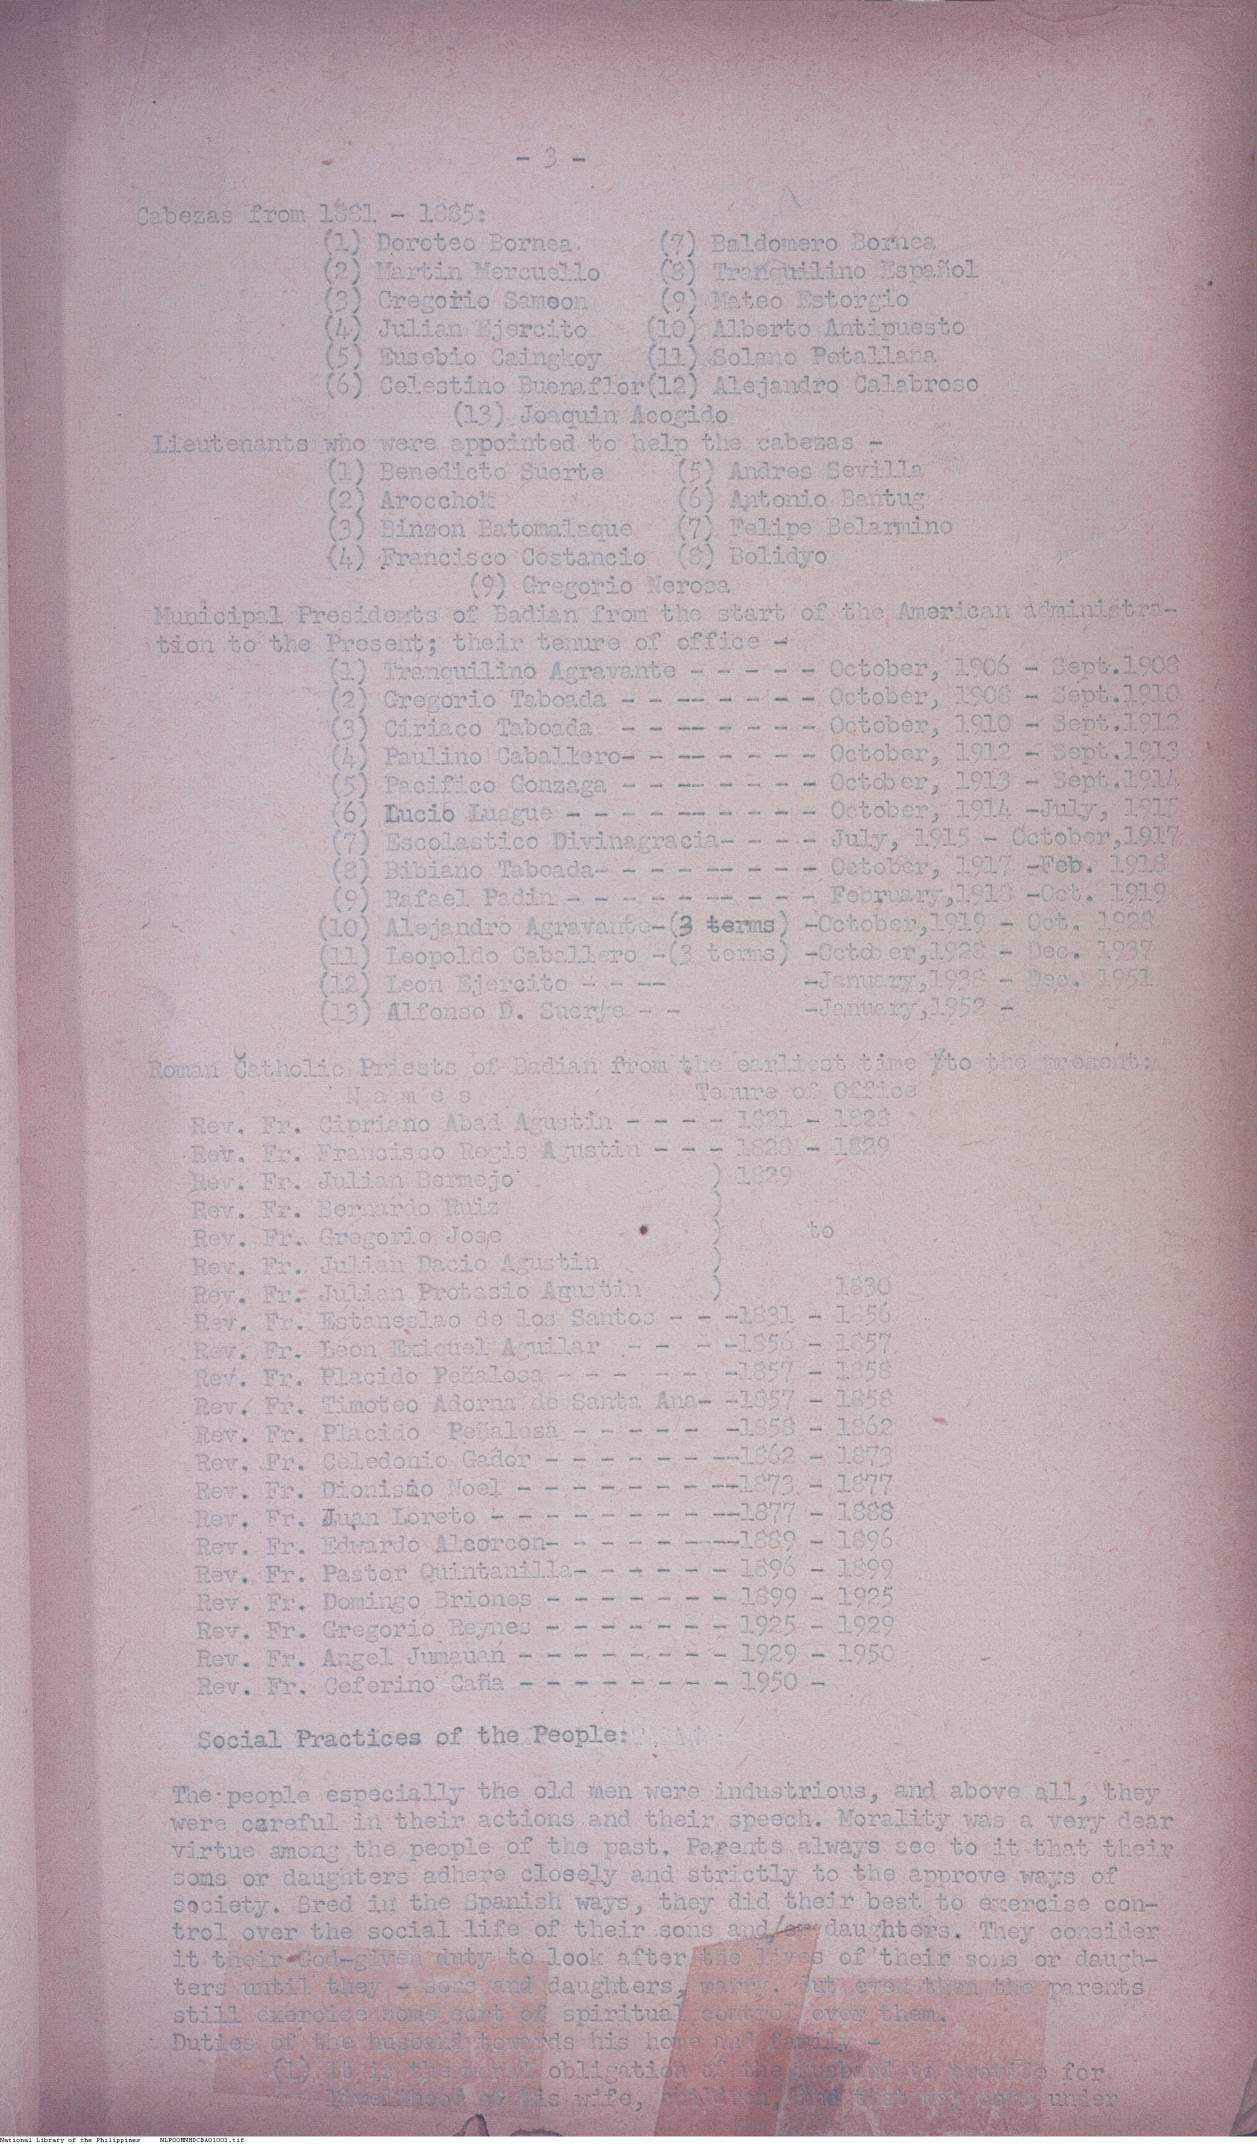 - 3 -
Cabezas from 1881 - 1885:
(1) Doroteo Bornea (7) Baldomero Bornea
(2) Martin Mercuello (8) Tranquilino Español
(3) Gregorio Samson (9) Mateo Estorgio
(4) Julian Ejercito (10) Alberto Antipuesto
(5) Eusebio Caingkoy (11) Solano Patallana
(6) Celestino Buenaflor(12) Alejandro Calabroso
(13) Joaquin Acogido
Lieutenants who were appointed to help the cabezas -
(1) Benedicto Suerte (5) Andres Sevilla
(2) Arocchok (6) Antonio Bantug
(3) Binzon Batomalaque (7) Felipe Belarmino
(4) Francisco Costancio (8) Bolidyo
(9) Gregorio Nerosa
Municipal Presidents of Badian from the start of the American administra-
tion to the Present; their tenure of office -
(1) Tranquilino Agravante - - - - - October, 1906 - Sept.1908
(2) Gregorio Taboada - - -- - - - - October, 1908 - Sept.1910
(3) Ciriaco Taboada - - -- - - - - October, 1910 - Sept.1912
(4) Paulino Caballero- - -- - - - - October, 1912 - Sept.1913
(5) Pacifico Gonzaga - - -- - - - - October, 1913 - Sept.1914
(6) Lucio Luague - - - - -- - - - - October, 1914 -July, 1915
(7) Escolastico Divinagracia- - - - July, 1915 - October,1917
(8) Bibiano Taboada- - - -- - - - - October, 1917 -Feb. 1918
(9) Rafael Padin - - - - - - - - - February,1918 -Oct. 1919
(10) Alejandro Agravante-(3 terms) -October,1919 - Oct. 1928
(11) Leopoldo Caballero -(3 terms) -October,1928 - Dec. 1937
(12) Leon Ejercito - - -- -January,1938 - Dec. 1951
(13) Alfonso D. Suerte - - -January,1952 -
Roman Catholic Priests of Badian from the earliest time to the present:
N a m e s Tenure of Office
Rev. Fr. Cipriano Abad Agustin - - - - 1821 - 1828
Rev. Fr. Francisco Regis Agustin - - - 1828 - 1829
Rev. Fr. Julian Bermejo ) 1829
Rev. Fr. Bernardo Ruiz )
Rev. Fr. Gregorio Jose ) to
Rev. Fr. Julian Dacio Agustin )
Rev. Fr. Julian Protasio Agustin ) 1830
Rev. Fr. Estaneslao de los Santos - - -1831 - 1856
Rev. Fr. Leon Exiquel Aguilar - - - -1856 - 1857
Rev. Fr. Placido Peñalosa - - - - - -1857 - 1858
Rev. Fr. Timoteo Adorna de Santa Ana- -1857 - 1858
Rev. Fr. Placido Peñalosa - - - - - -1858 - 1862
Rev. Fr. Celedonio Gador - - - - - - --1862 - 1873
Rev. Fr. Dionisio Noel - - - - - - - --1873 - 1877
Rev. Fr. Juan Loreto - - - - - - - - --1877 - 1888
Rev. Fr. Edwardo Alcorcon- - - - - ----1889 - 1896
Rev. Fr. Pastor Quintanilla- - - - - - 1896 - 1899
Rev. Fr. Domingo Briones - - - - - - - 1899 - 1925
Rev. Fr. Gregorio Reynes - - - - - - - 1925 - 1929
Rev. Fr. Angel Jumauan - - - - - - - - 1929 - 1950
Rev. Fr. Ceferino Caña - - - - - - - - 1950 -
Social Practices of the People:
The people especially the old men were industrious, and above all, they
were careful in their actions and their speech. Morality was a very dear
virtue among the people of the past. Parents always see to it that their
sons or daughters adhere closely and strictly to the approve ways of
society. Bred in the Spanish ways, they did their best to exercise con-
trol over the social life of their sons and/or daughters. They consider
it their God-given duty to look after the lives of their sons or daugh-
ters until they - sons and daughters, marry. But even then the parents
still exercise some sort of spiritual control over them.
Duties of the husband towards his home and family -
(1) It is the moral obligation of the husband to provide for
livelihood of his wife, children, and under
National Library of the Philippines NLPOOMNHDCBA01003.tif